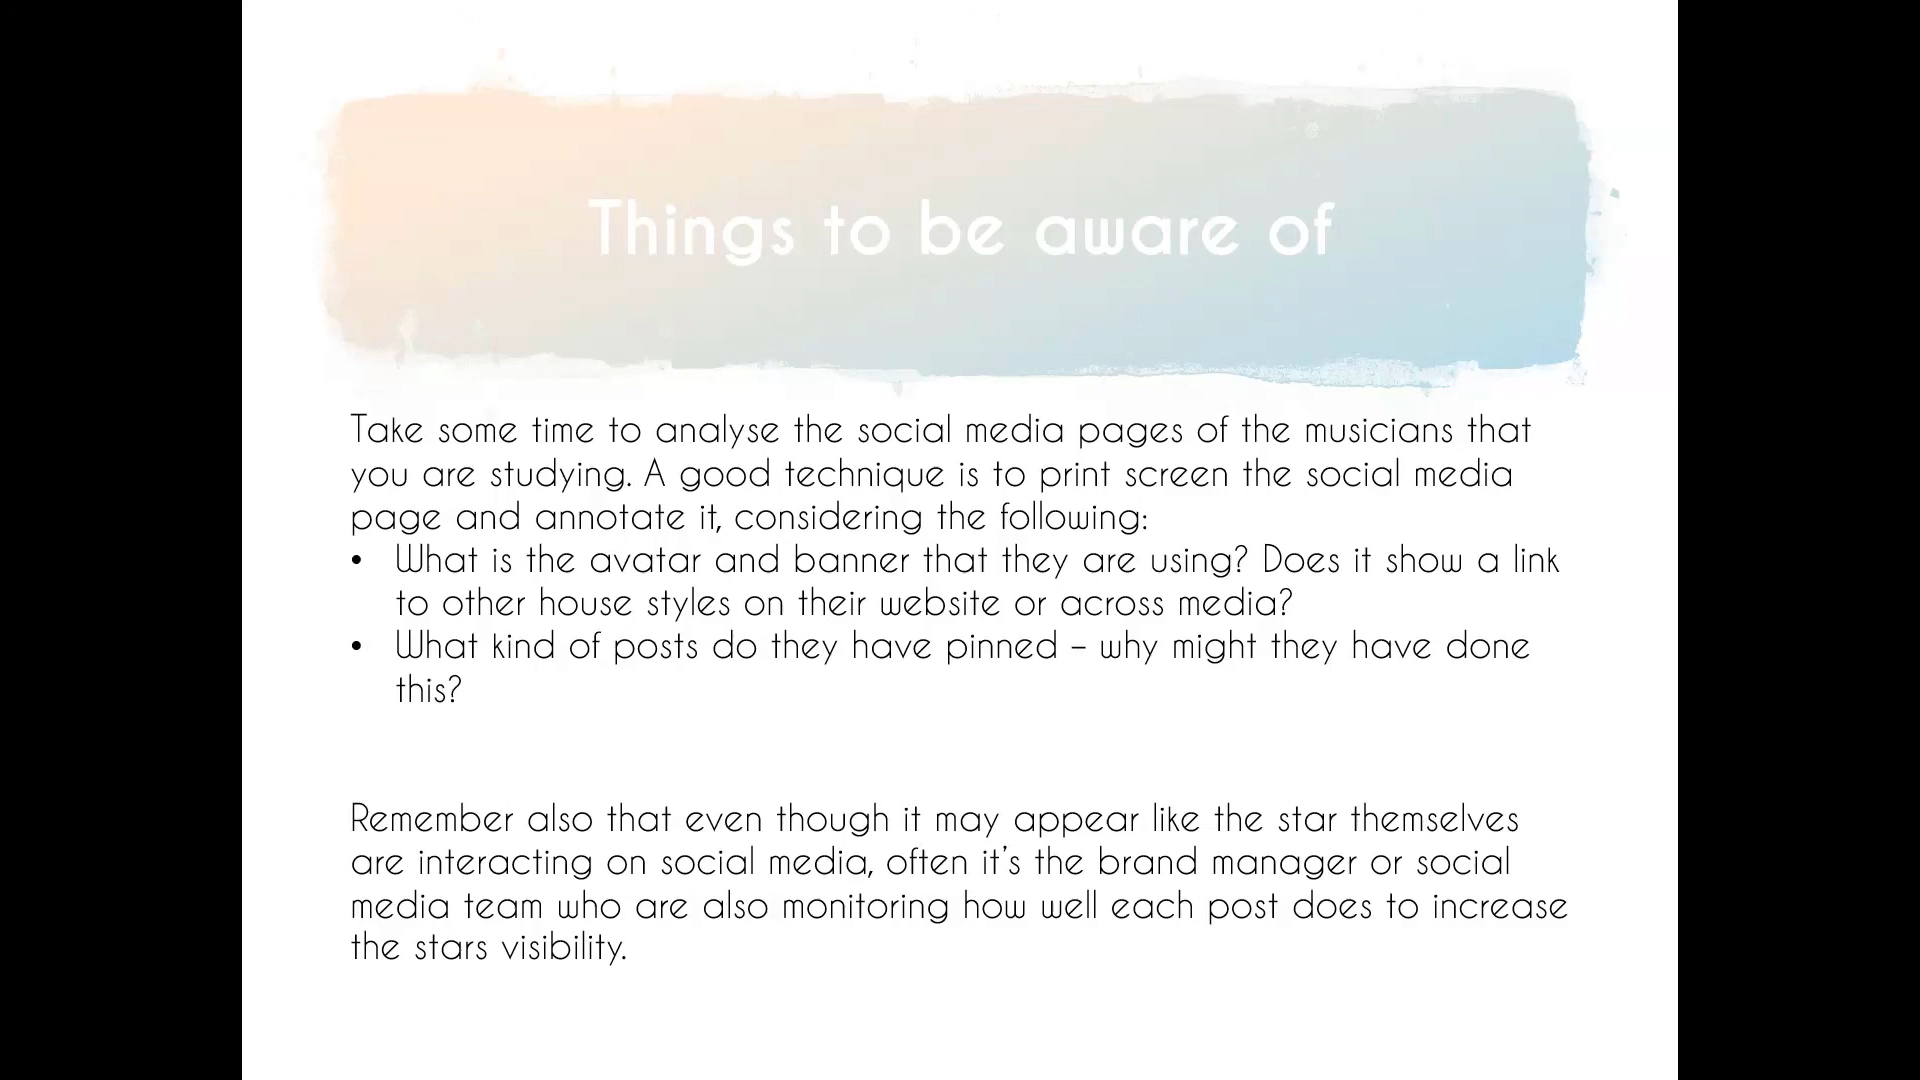 Things to be aware of
Take some time to analyse the social media pages of the musicians that
you are studying. A good technique is to print screen the social media
page and annotate it, considering the following:
• What is the avatar and banner that they are using? Does it show a link
to other house styles on their website or across media?
• What kind of posts do they have pinned – why might they have done
this?
Remember also that even though it may appear like the star themselves
are interacting on social media, often it’s the brand manager or social
media team who are also monitoring how well each post does to increase
the stars visibility.